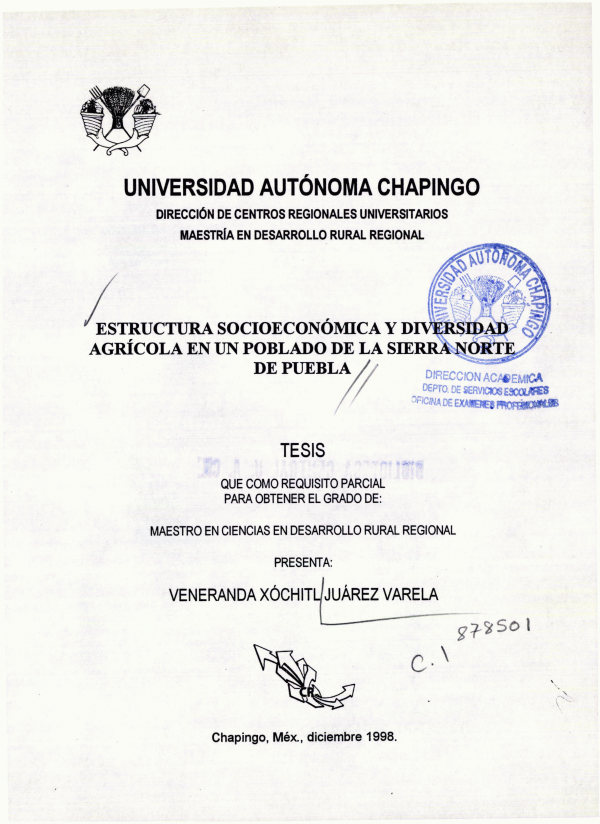 UNIVERSIDAD AUTÓNOMA CHAPINGO
DIRECCIÓN DE CENTROS REGIONALES UNIVERSITARIOS
MAESTRÍA EN DESARROLLO RURAL REGIONAL
UNIVERSIDAD AUTONOMA CHAPINGO
ESTRUCTURA SOCIOECONÓMICA Y DIVERSIDAD
AGRÍCOLA EN UN POBLADO DE LA SIERRA NORTE
DE PUEBLA
DIRECCION ACADEMICA
DEPTO. DE SERVICIOS ESCOLARES
OFICINA DE EXAMENES PROFESIONALES
TESIS
QUE COMO REQUISITO PARCIAL
PARA OBTENER EL GRADO DE:
MAESTRO EN CIENCIAS EN DESARROLLO RURAL REGIONAL
PRESENTA:
VENERANDA XÓCHITL JUÁREZ VARELA
878501
C.1
Chapingo, Méx., diciembre 1998.